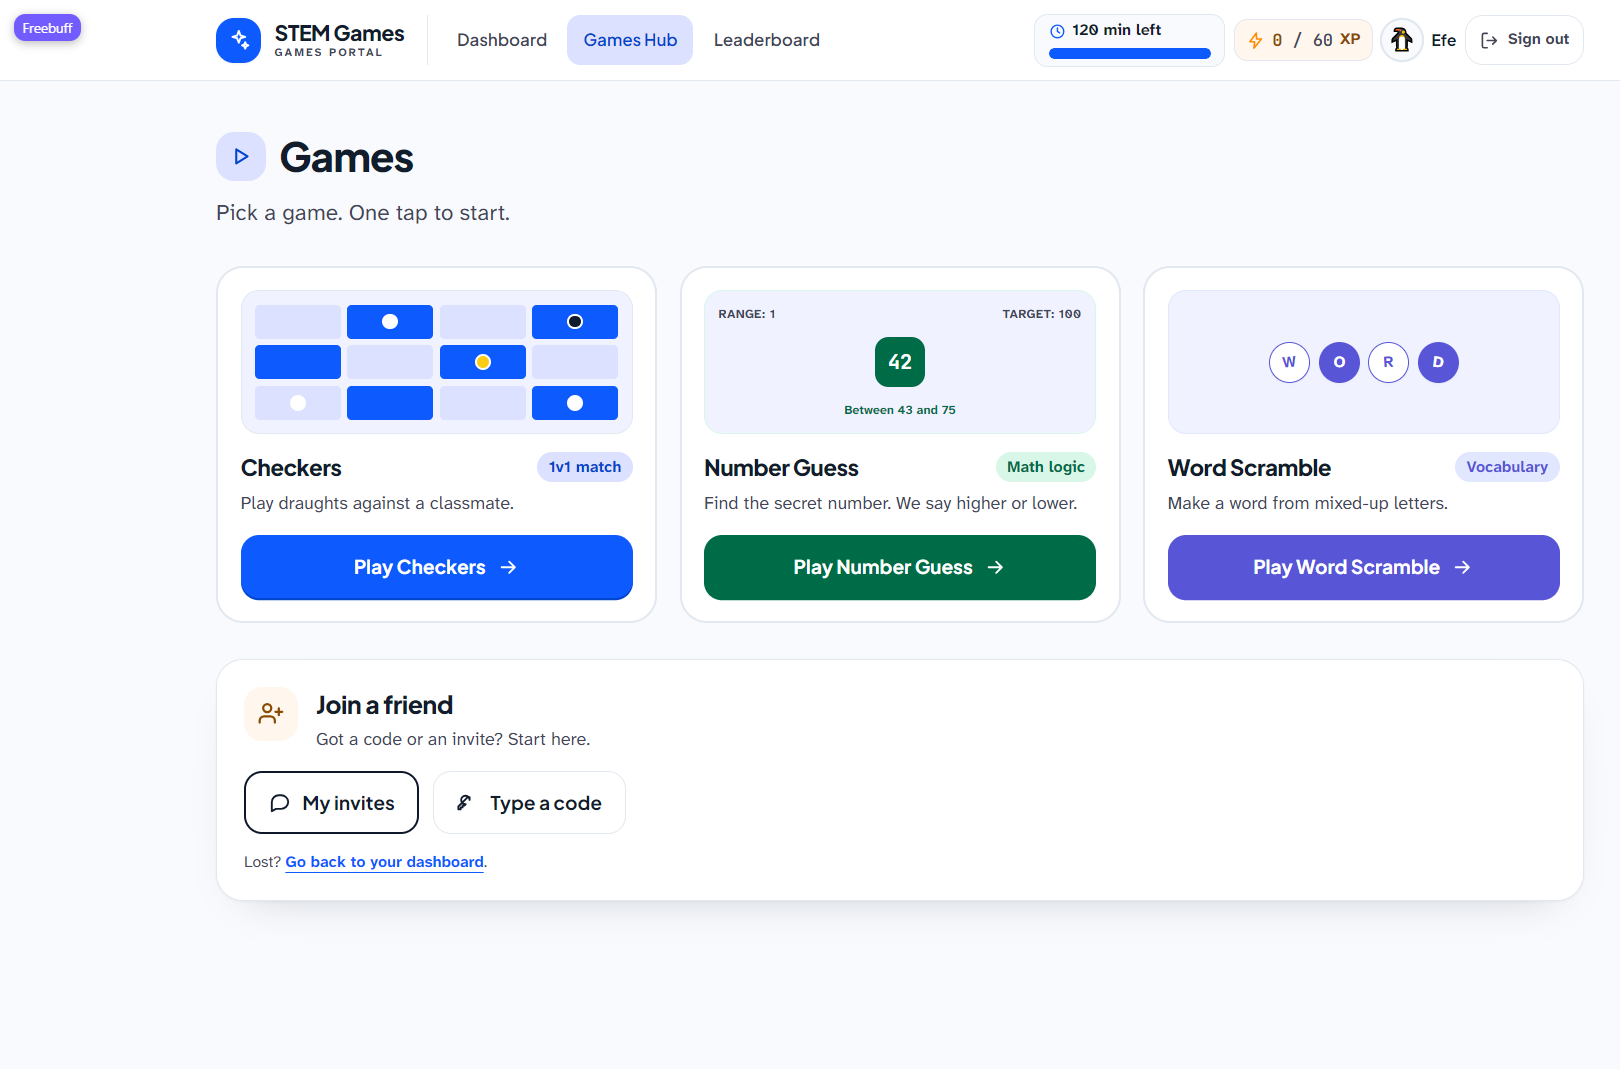 Freebuff
STEM Games
GAMES PORTAL
Dashboard
Games Hub
Leaderboard
120 min left
0 / 60 XP
Efe
Sign out
Games
Pick a game. One tap to start.
RANGE: 1
TARGET: 100
42
Between 43 and 75
W O R D
Checkers
1v1 match
Play draughts against a classmate.
Play Checkers
Number Guess
Math logic
Find the secret number. We say higher or lower.
Play Number Guess
Word Scramble
Vocabulary
Make a word from mixed-up letters.
Play Word Scramble
Join a friend
Got a code or an invite? Start here.
My invites
Type a code
Lost? Go back to your dashboard.